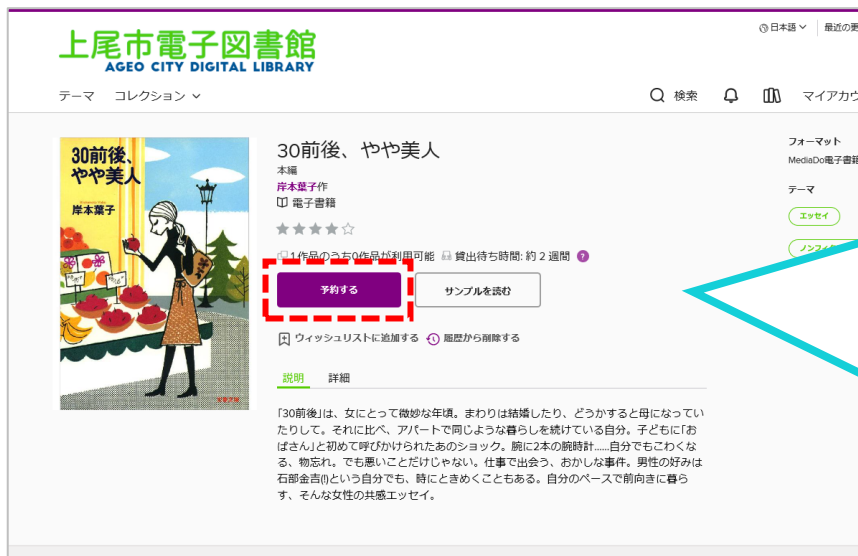 上尾市電子図書館
AGEO CITY DIGITAL LIBRARY
日本語
最近の更
テーマ コレクション
検索
マイアカウ
30前後、やや美人
本編
岸本葉子作
電子書籍
1作品のうち0作品が利用可能 貸出待ち時間: 約 2 週間
予約する
サンプルを読む
ウィッシュリストに追加する 履歴から削除する
説明 詳細
「30前後」は、女にとって微妙な年頃。まわりは結婚したり、どうかすると母になってい
たりして。それに比べ、アパートで同じような暮らしを続けている自分。子どもに「お
ばさん」と初めて呼びかけられたあのショック。腕に2本の腕時計……自分でもこわくな
る、物忘れ。でも悪いことだけじゃない。仕事で出会う、おかしな事件。男性の好みは
石部金吉(!)という自分でも、時にときめくこともある。自分のペースで前向きに暮ら
す、そんな女性の共感エッセイ。
フォーマット
MediaDo電子書籍
テーマ
エッセイ
ノンフィ
30前後、
やや美人
岸本葉子